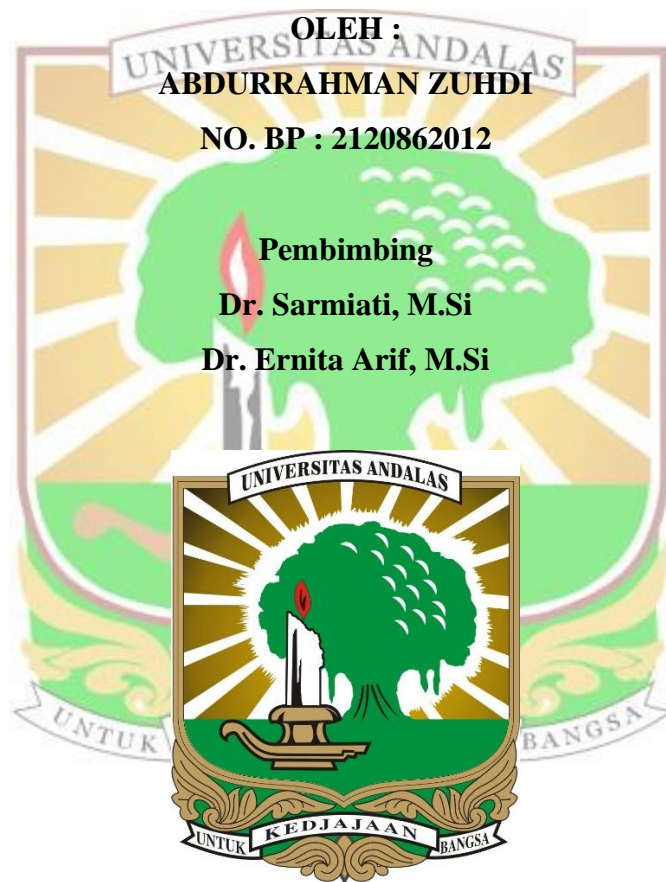 OLEH :
UNIVERSITAS ANDALAS
ABDURRAHMAN ZUHDI
NO. BP : 2120862012
Pembimbing
Dr. Sarmiati, M.Si
Dr. Ernita Arif, M.Si
UNIVERSITAS ANDALAS
UNTUK BANGSA
UNTUK KEDJAJAAN BANGSA